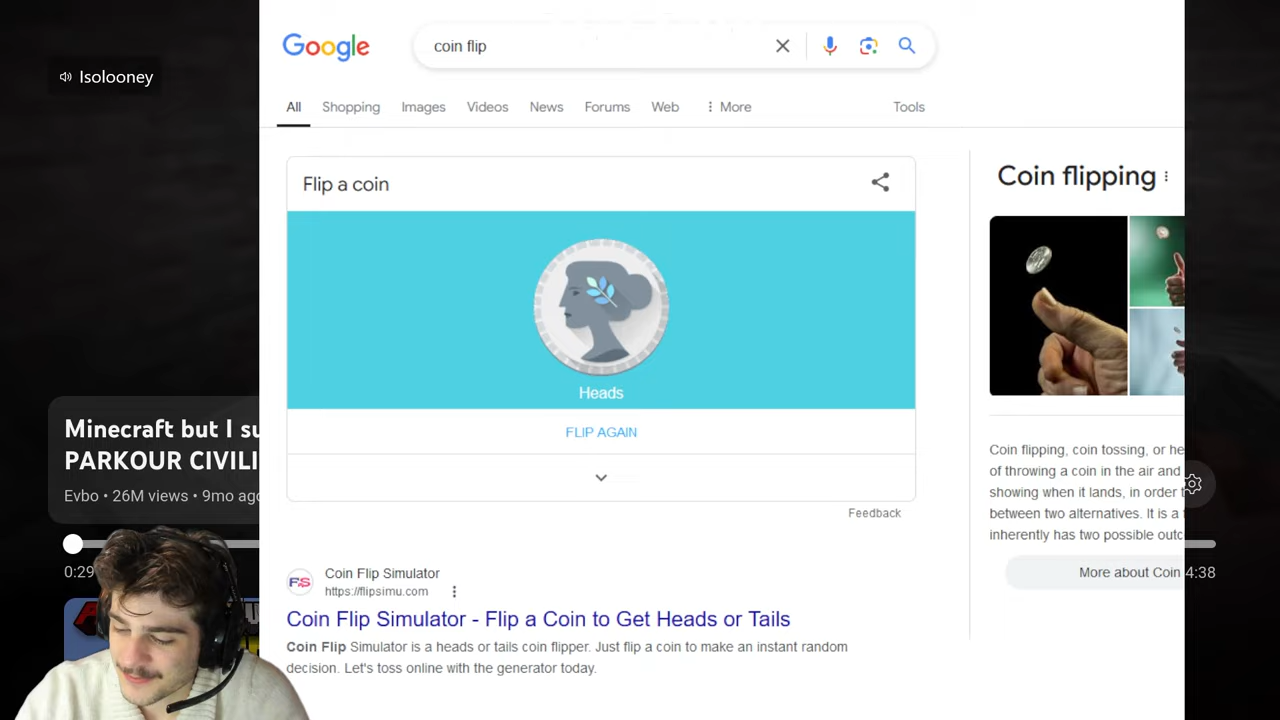 Google
coin flip
Isolooney
All Shopping Images Videos News Forums Web More Tools
Flip a coin
Coin flipping
Heads
FLIP AGAIN
Feedback
Minecraft but I su
PARKOUR CIVILI
Evbo • 26M views • 9mo ago
Coin flipping, coin tossing, or he
of throwing a coin in the air and
showing when it lands, in order t
between two alternatives. It is a
inherently has two possible outc
More about Coin
0:29
4:38
FS
Coin Flip Simulator
https://flipsimu.com
Coin Flip Simulator - Flip a Coin to Get Heads or Tails
Coin Flip Simulator is a heads or tails coin flipper. Just flip a coin to make an instant random
decision. Let's toss online with the generator today.